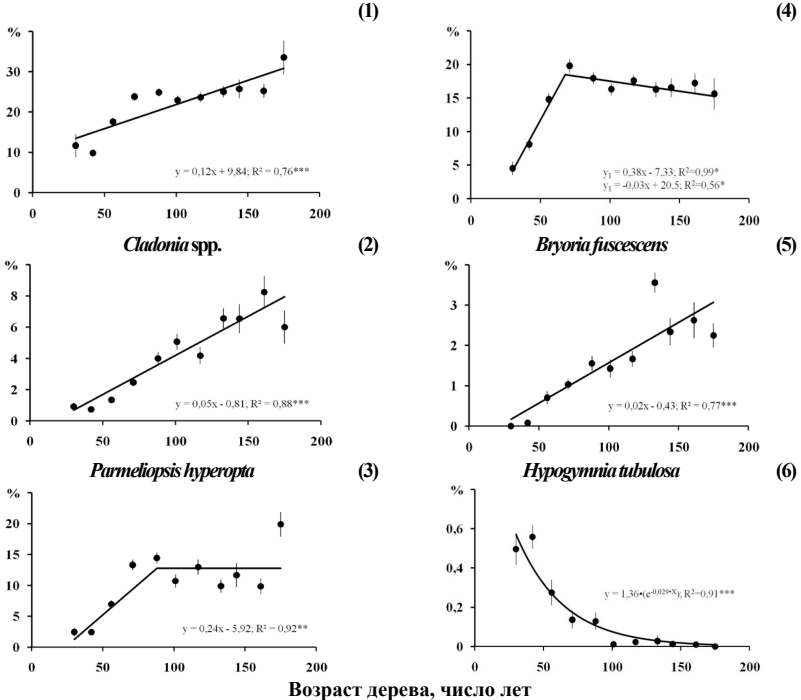 (1)
%
30
20
10
0
y = 0,12x + 9,84; R² = 0,76***
0 50 100 150 200
(4)
%
20
15
10
5
0
y₁ = 0,38x - 7,33; R²=0,99*
y₁ = -0,03x + 20,5; R²=0,56*
0 50 100 150 200
Cladonia spp. (2)
%
8
6
4
2
0
y = 0,05x - 0,81; R² = 0,88***
0 50 100 150 200
Bryoria fuscescens (5)
%
3
2
1
0
y = 0,02x - 0,43; R² = 0,77***
0 50 100 150 200
Parmeliopsis hyperopta (3)
%
20
15
10
5
0
y = 0,24x - 5,92; R² = 0,92**
0 50 100 150 200
Hypogymnia tubulosa (6)
%
0,6
0,4
0,2
0
y = 1,36•(e^-0,029•X); R²=0,91***
0 50 100 150 200
Возраст дерева, число лет